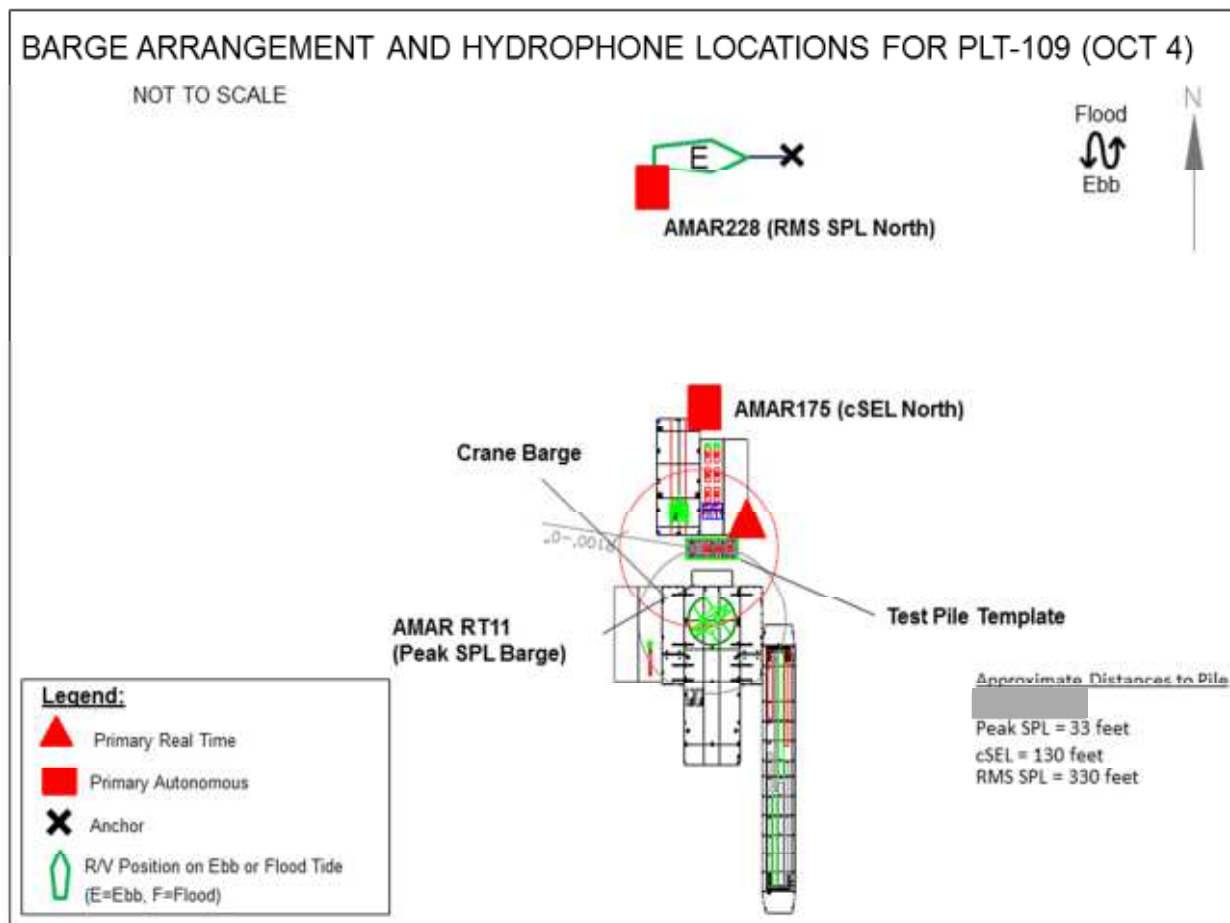 BARGE ARRANGEMENT AND HYDROPHONE LOCATIONS FOR PLT-109 (OCT 4)
NOT TO SCALE
N
Flood
Ebb
E
AMAR228 (RMS SPL North)
AMAR175 (cSEL North)
Crane Barge
R100'-0"
Test Pile Template
AMAR RT11
(Peak SPL Barge)
Approximate Distances to Pile
Peak SPL = 33 feet
cSEL = 130 feet
RMS SPL = 330 feet
Legend:
Primary Real Time
Primary Autonomous
Anchor
R/V Position on Ebb or Flood Tide
(E=Ebb, F=Flood)